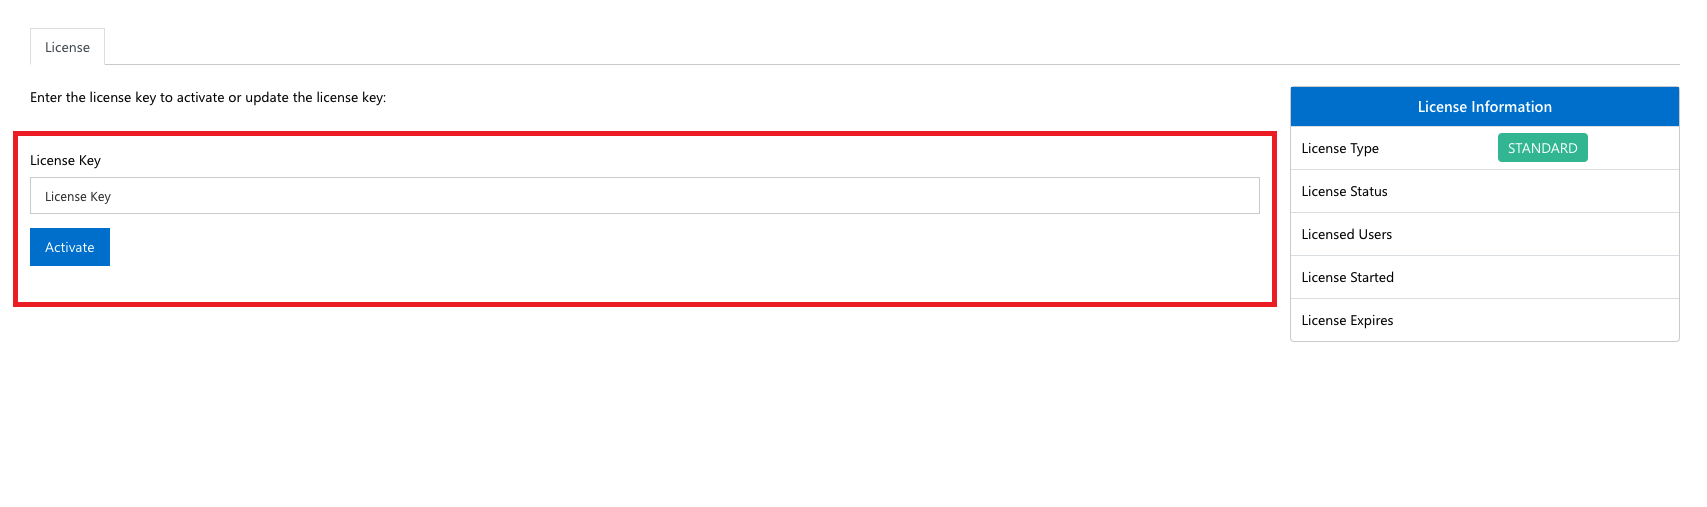 License
Enter the license key to activate or update the license key:
License Key
License Key
Activate
License Information
License Type STANDARD
License Status
Licensed Users
License Started
License Expires